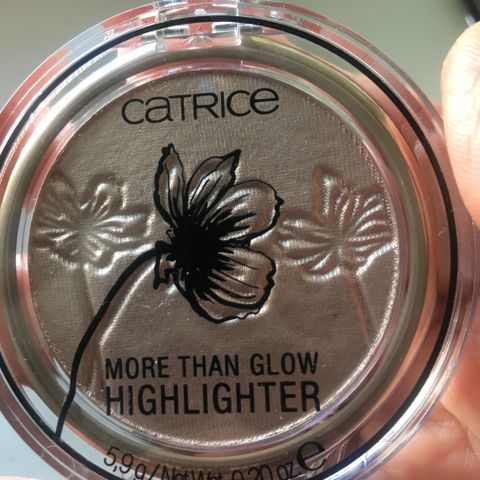 CATRICE
MORE THAN GLOW
HIGHLIGHTER
5,9 g/Net Wt. 0.20 oz. ℮